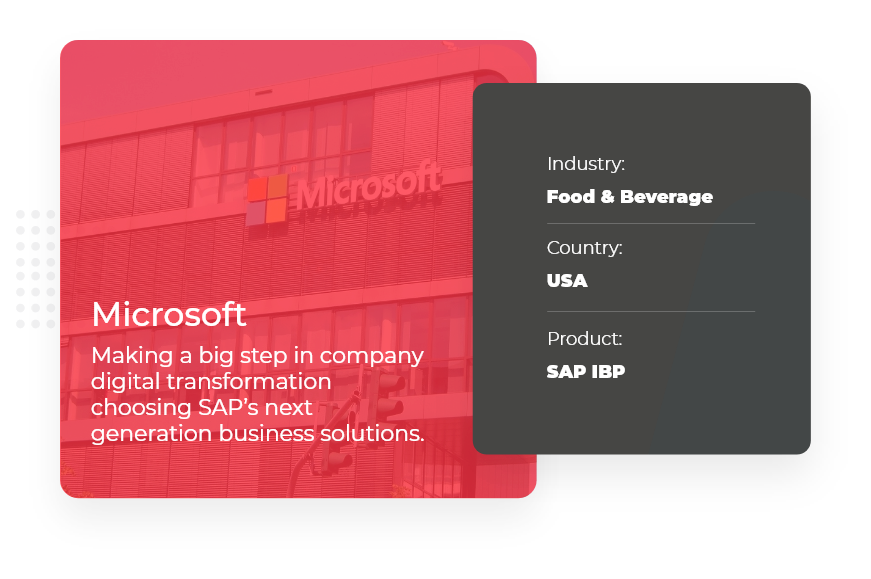 Microsoft
Microsoft
Making a big step in company
digital transformation
choosing SAP’s next
generation business solutions.
Industry:
Food & Beverage
Country:
USA
Product:
SAP IBP